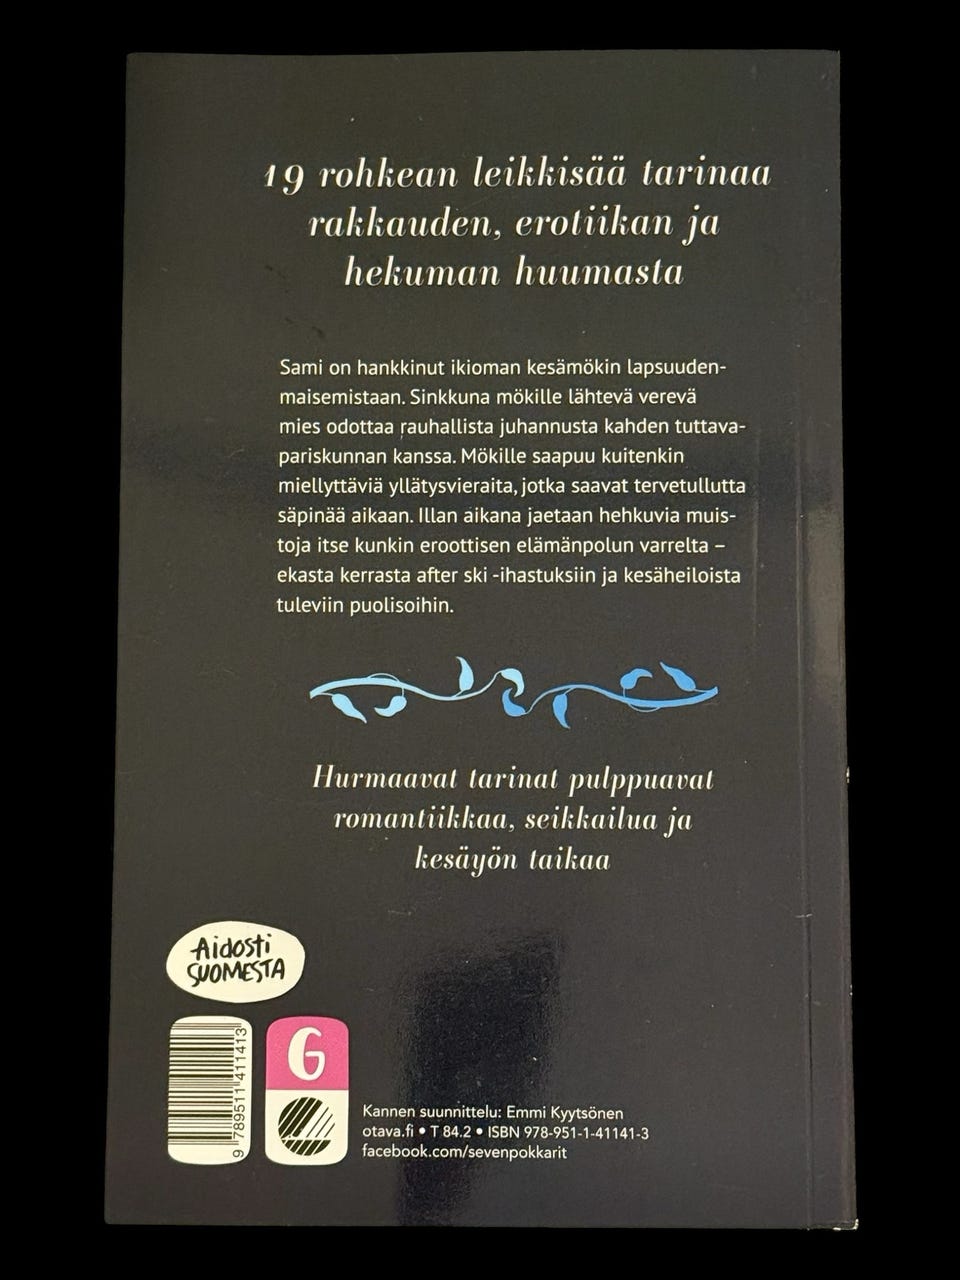 19 rohkean leikkisää tarinaa
rakkauden, erotiikan ja
hekuman huumasta
Sami on hankkinut ikioman kesämökin lapsuuden-
maisemistaan. Sinkkuna mökille lähtevä verevä
mies odottaa rauhallista juhannusta kahden tuttava-
pariskunnan kanssa. Mökille saapuu kuitenkin
miellyttäviä yllätysvieraita, jotka saavat tervetullutta
säpinää aikaan. Illan aikana jaetaan hehkuvia muis-
toja itse kunkin eroottisen elämänpolun varrelta –
ekasta kerrasta after ski -ihastuksiin ja kesäheiloista
tuleviin puolisoihin.
Hurmaavat tarinat pulppuavat
romantiikkaa, seikkailua ja
kesäyön taikaa
Aidosti
SUOMESTA
9 789511 411413
G
Kannen suunnittelu: Emmi Kyytsönen
otava.fi • T 84.2 • ISBN 978-951-1-41141-3
facebook.com/sevenpokkarit